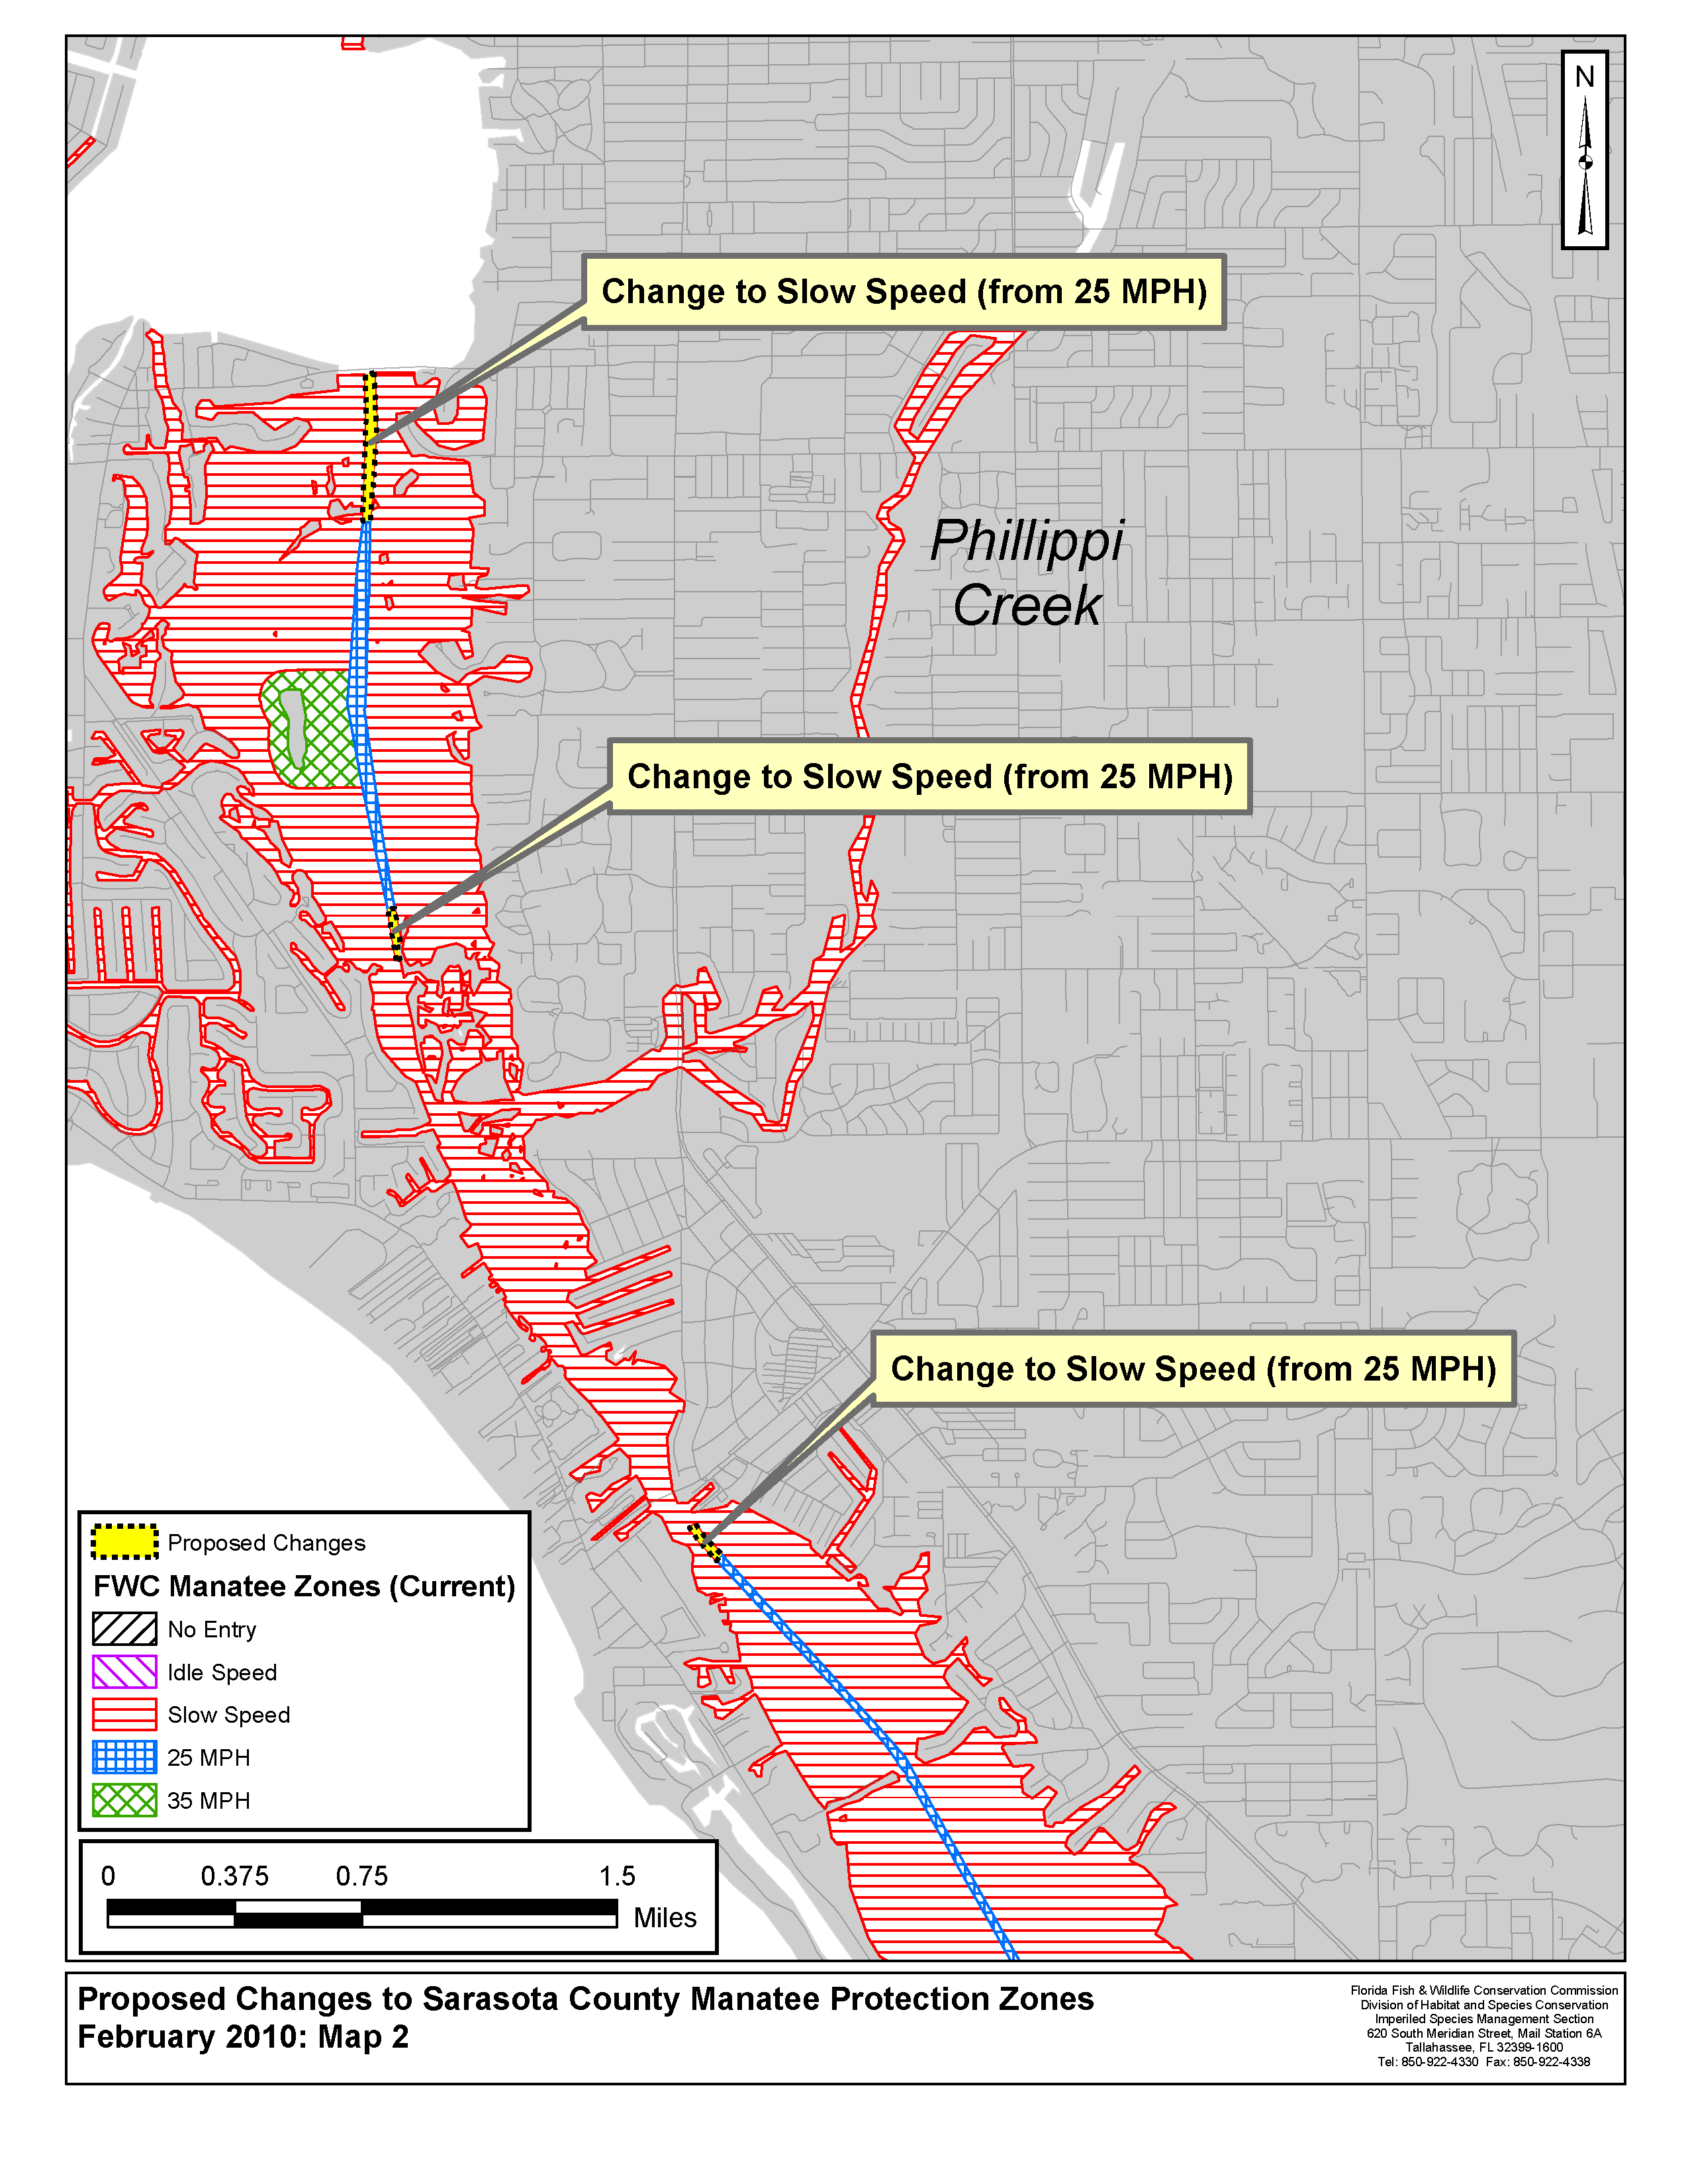 N
Change to Slow Speed (from 25 MPH)
Phillippi
Creek
Change to Slow Speed (from 25 MPH)
Change to Slow Speed (from 25 MPH)
Proposed Changes
FWC Manatee Zones (Current)
No Entry
Idle Speed
Slow Speed
25 MPH
35 MPH
0 0.375 0.75 1.5
Miles
Proposed Changes to Sarasota County Manatee Protection Zones
February 2010: Map 2
Florida Fish & Wildlife Conservation Commission
Division of Habitat and Species Conservation
Imperiled Species Management Section
620 South Meridian Street, Mail Station 6A
Tallahassee, FL 32399-1600
Tel: 850-922-4330 Fax: 850-922-4338